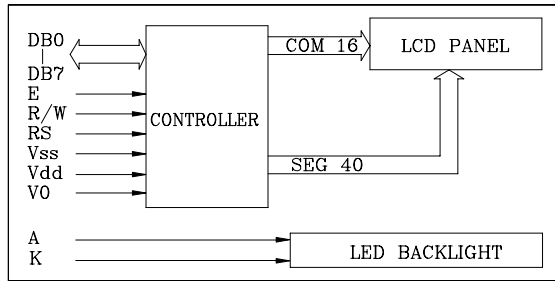 DB0
DB7
E
R/W
RS
Vss
Vdd
V0
CONTROLLER
COM 16
LCD PANEL
SEG 40
A
K
LED BACKLIGHT